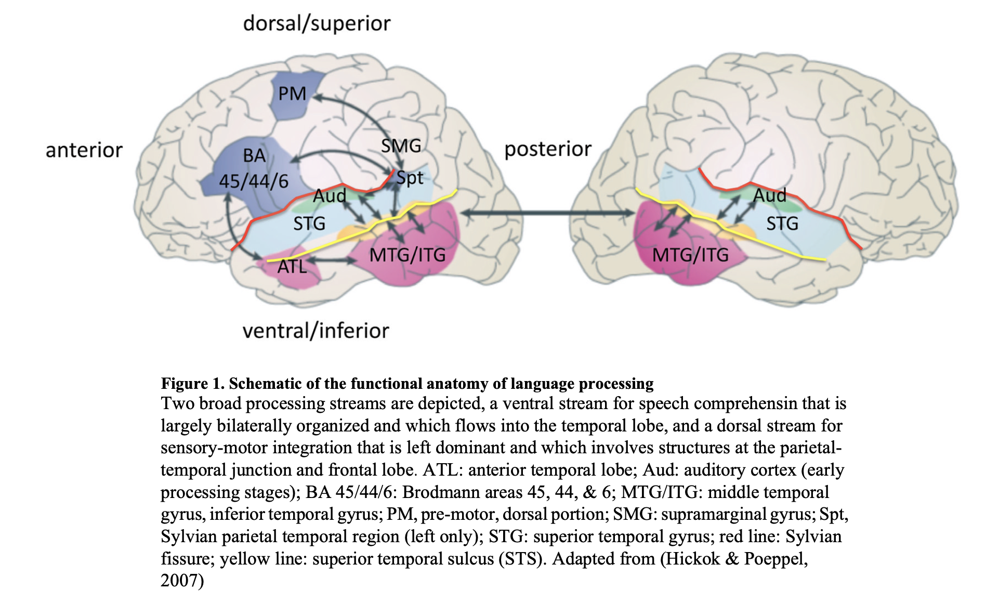 dorsal/superior
PM
SMG
anterior
posterior
BA
45/44/6
Spt
Aud
Aud
STG
STG
MTG/ITG
MTG/ITG
ATL
ventral/inferior
Figure 1. Schematic of the functional anatomy of language processing
Two broad processing streams are depicted, a ventral stream for speech comprehensin that is
largely bilaterally organized and which flows into the temporal lobe, and a dorsal stream for
sensory-motor integration that is left dominant and which involves structures at the parietal-
temporal junction and frontal lobe. ATL: anterior temporal lobe; Aud: auditory cortex (early
processing stages); BA 45/44/6: Brodmann areas 45, 44, & 6; MTG/ITG: middle temporal
gyrus, inferior temporal gyrus; PM, pre-motor, dorsal portion; SMG: supramarginal gyrus; Spt,
Sylvian parietal temporal region (left only); STG: superior temporal gyrus; red line: Sylvian
fissure; yellow line: superior temporal sulcus (STS). Adapted from (Hickok & Poeppel,
2007)